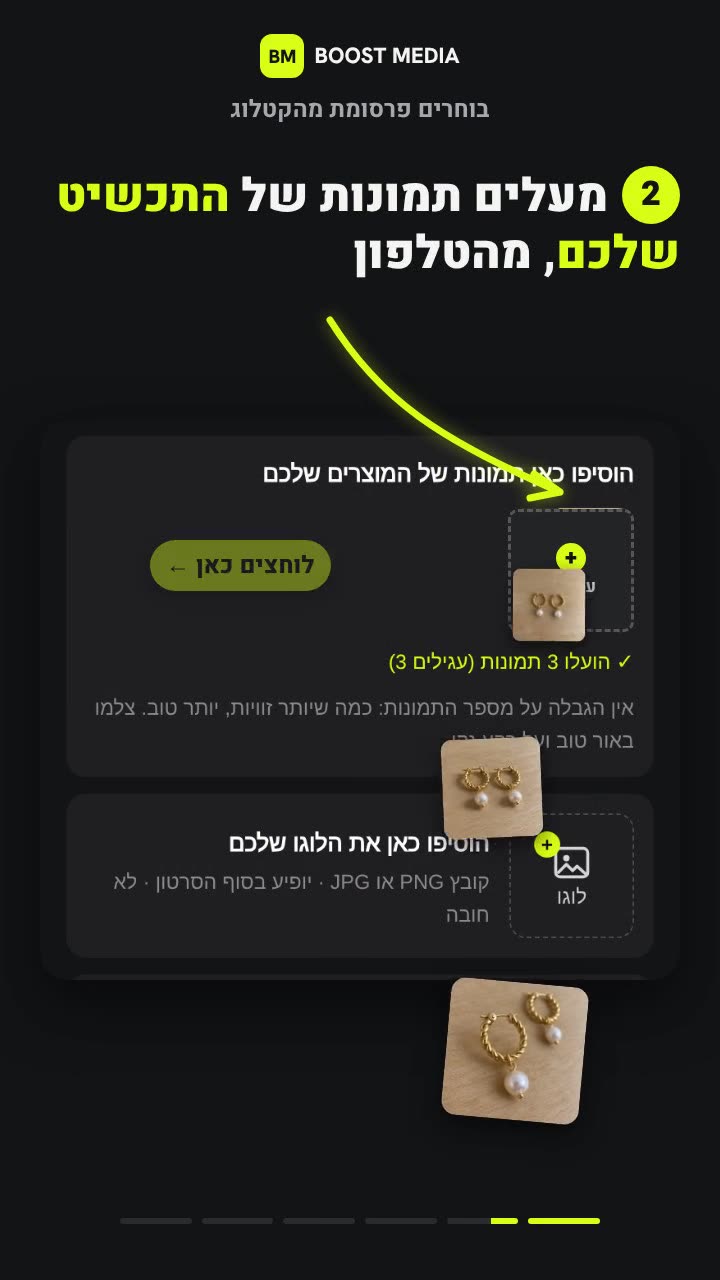 BM BOOST MEDIA
בוחרים פרסומת מהקטלוג
2 מעלים תמונות של התכשיט
שלכם, מהטלפון
הוסיפו כאן תמונות של המוצרים שלכם
לוחצים כאן ←
✓ הועלו 3 תמונות (עגילים 3)
אין הגבלה על מספר התמונות: כמה שיותר זוויות, יותר טוב. צלמו
באור טוב ועל רקע נקי
הוסיפו כאן את הלוגו שלכם
קובץ PNG או JPG · יופיע בסוף הסרטון · לא
חובה
לוגו